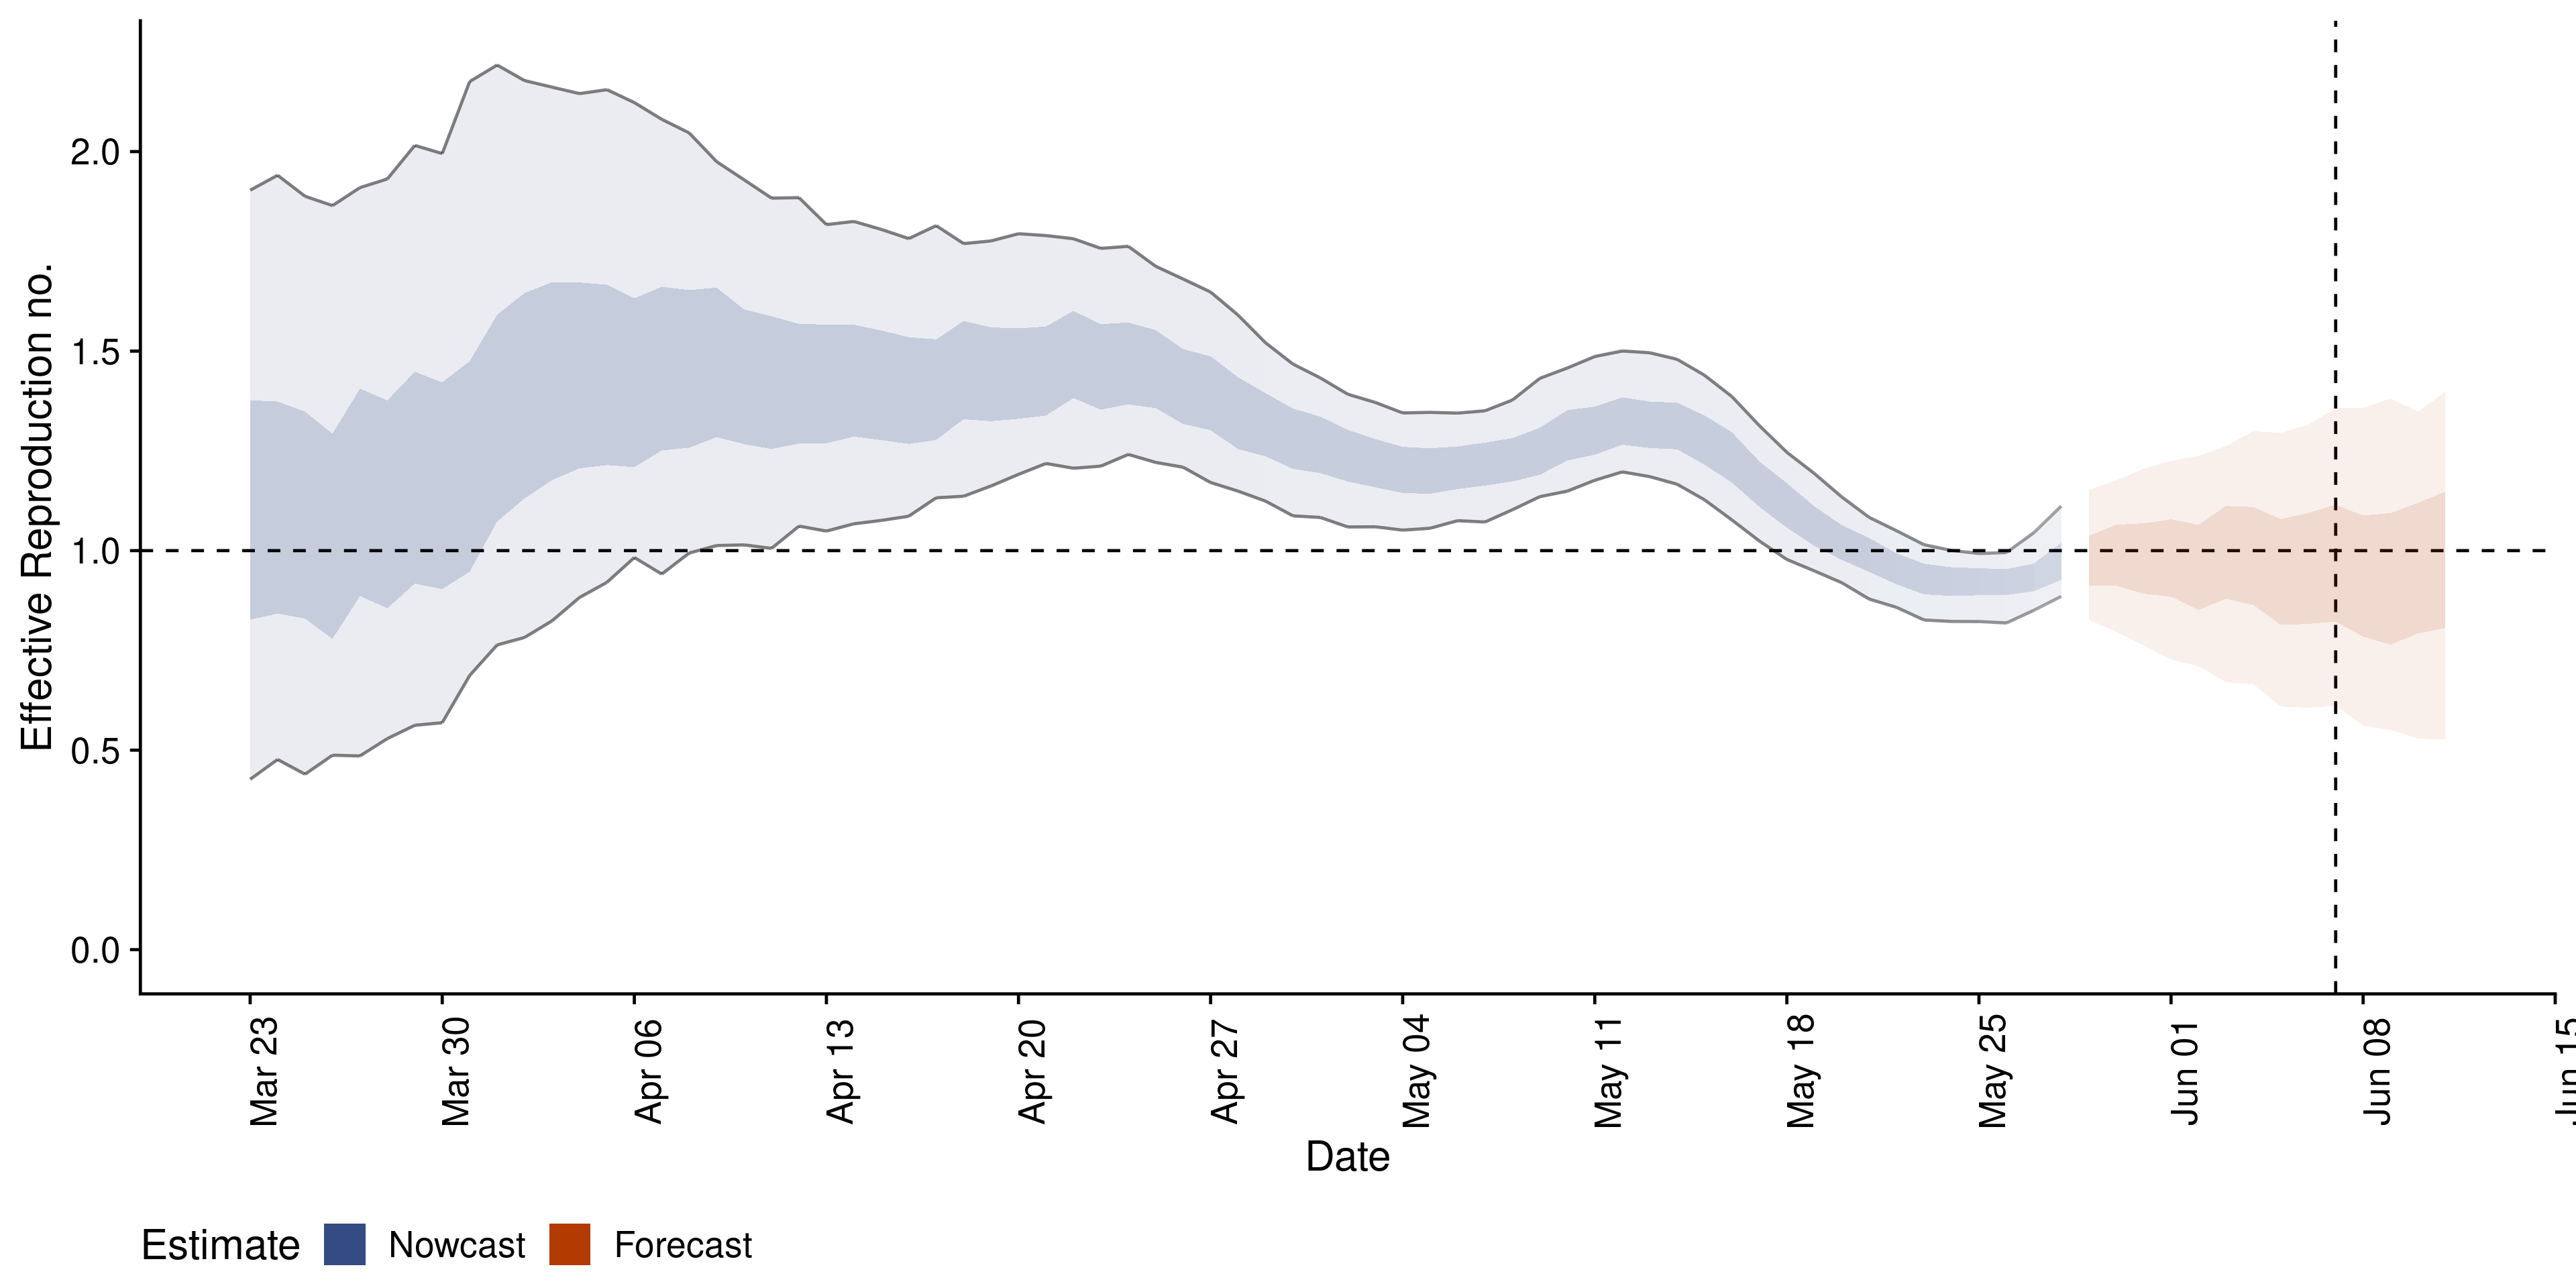 Effective Reproduction no.
2.0
1.5
1.0
0.5
0.0
Mar 23
Mar 30
Apr 06
Apr 13
Apr 20
Apr 27
May 04
May 11
May 18
May 25
Jun 01
Jun 08
Jun 15
Date
Estimate Nowcast Forecast